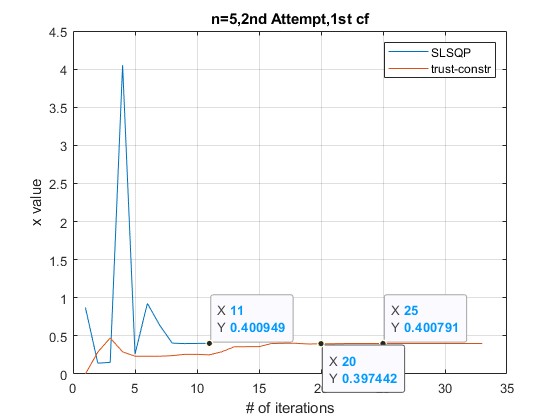 n=5,2nd Attempt,1st cf
4.5
SLSQP
4
trust-constr
3.5
3
2.5
x value
2
1.5
1
X 11
Y 0.400949
X 25
Y 0.400791
0.5
X 20
Y 0.397442
0
0 5 10 15 25 30 35
# of iterations